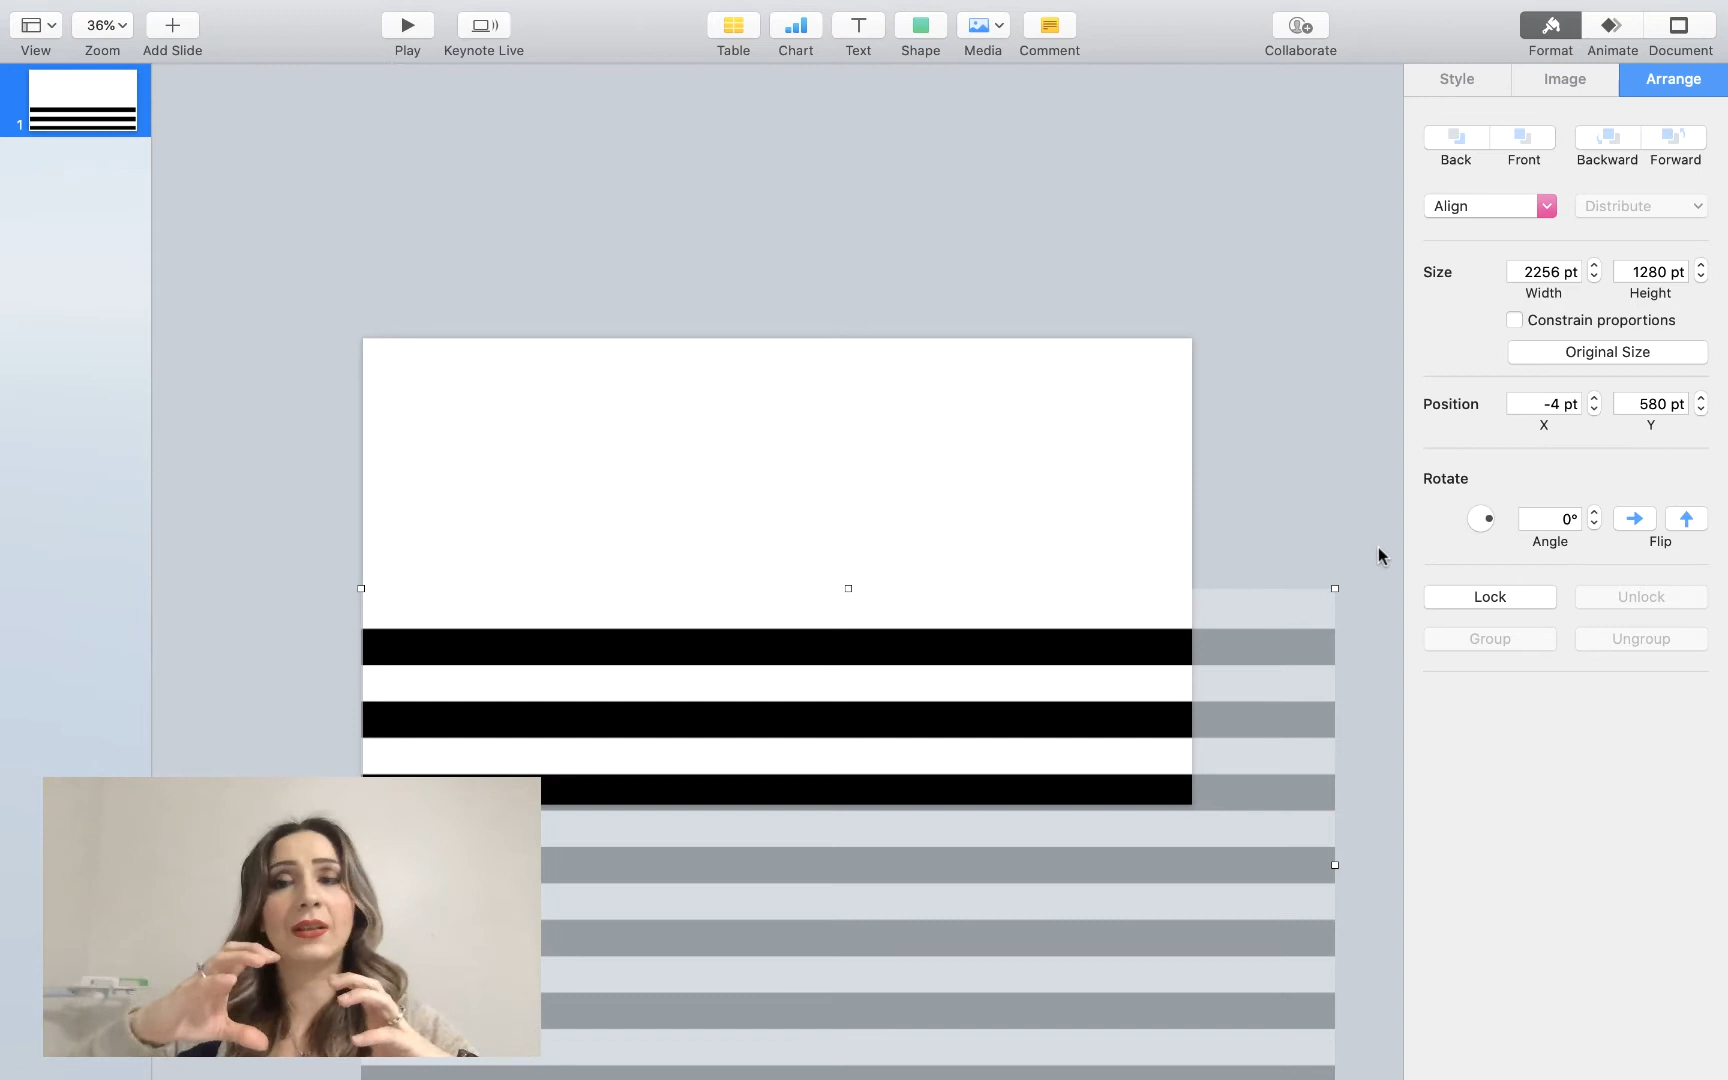 36%
View
Zoom
Add Slide
Play
Keynote Live
Table
Chart
Text
Shape
Media
Comment
Collaborate
Format
Animate
Document
1
Style
Image
Arrange
Back
Front
Backward
Forward
Align
Distribute
Size
2256 pt
1280 pt
Width
Height
Constrain proportions
Original Size
Position
-4 pt
580 pt
X
Y
Rotate
0°
Angle
Flip
Lock
Unlock
Group
Ungroup